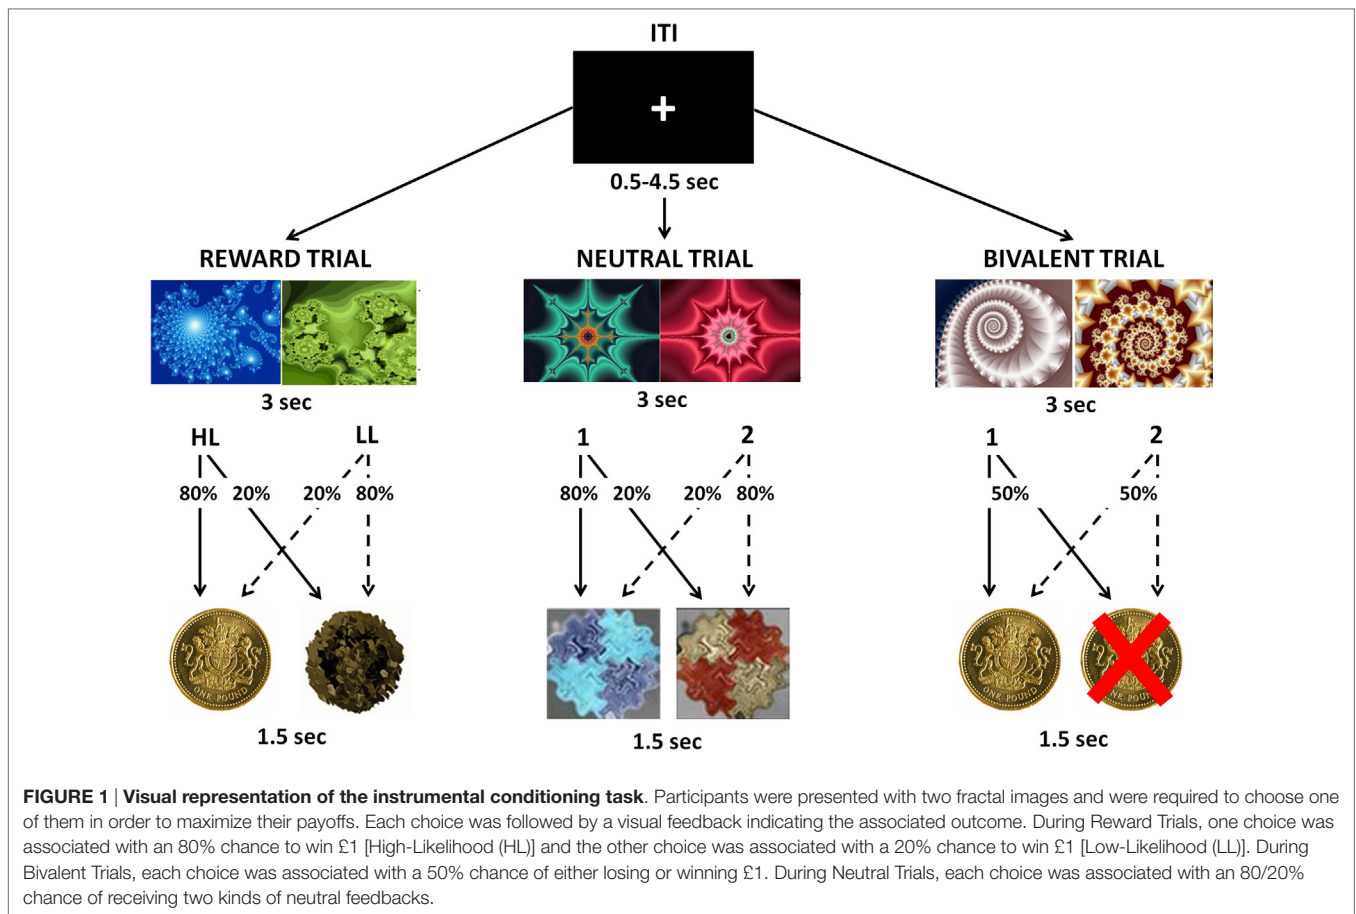 ITI
+
0.5-4.5 sec
REWARD TRIAL NEUTRAL TRIAL BIVALENT TRIAL
3 sec 3 sec 3 sec
HL LL 1 2 1 2
80% 20% 20% 80% 80% 20% 20% 80% 50% 50%
ONE POUND ONE POUND ONE POUND
1.5 sec 1.5 sec 1.5 sec
FIGURE 1 | Visual representation of the instrumental conditioning task. Participants were presented with two fractal images and were required to choose one
of them in order to maximize their payoffs. Each choice was followed by a visual feedback indicating the associated outcome. During Reward Trials, one choice was
associated with an 80% chance to win £1 [High-Likelihood (HL)] and the other choice was associated with a 20% chance to win £1 [Low-Likelihood (LL)]. During
Bivalent Trials, each choice was associated with a 50% chance of either losing or winning £1. During Neutral Trials, each choice was associated with an 80/20%
chance of receiving two kinds of neutral feedbacks.